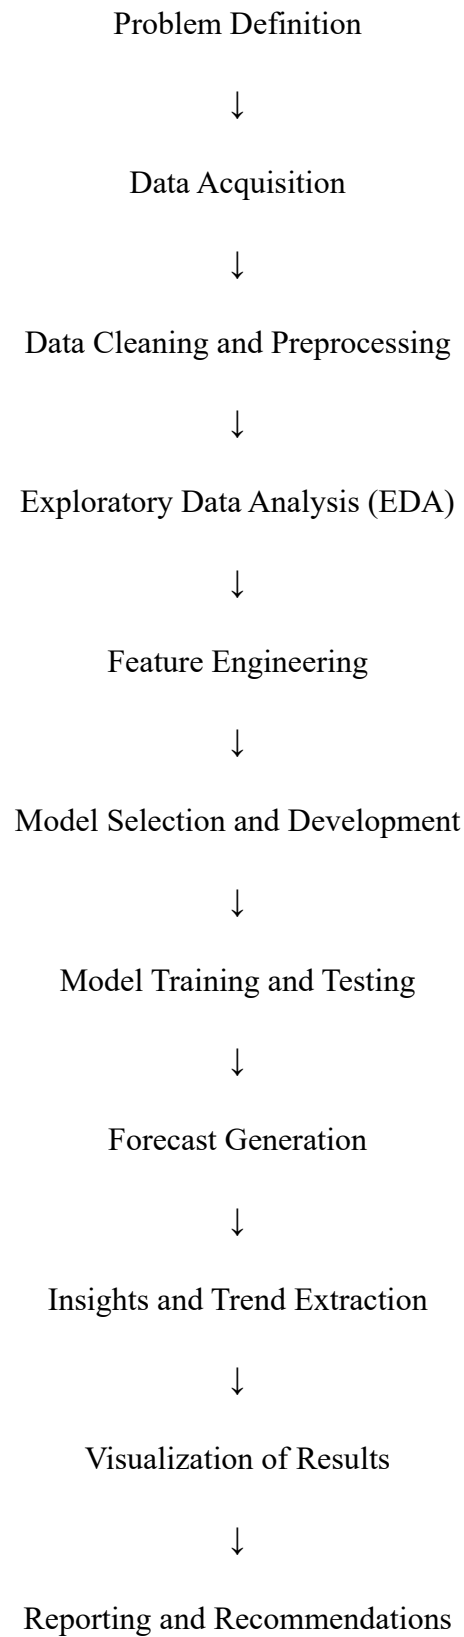 Problem Definition
↓
Data Acquisition
↓
Data Cleaning and Preprocessing
↓
Exploratory Data Analysis (EDA)
↓
Feature Engineering
↓
Model Selection and Development
↓
Model Training and Testing
↓
Forecast Generation
↓
Insights and Trend Extraction
↓
Visualization of Results
↓
Reporting and Recommendations